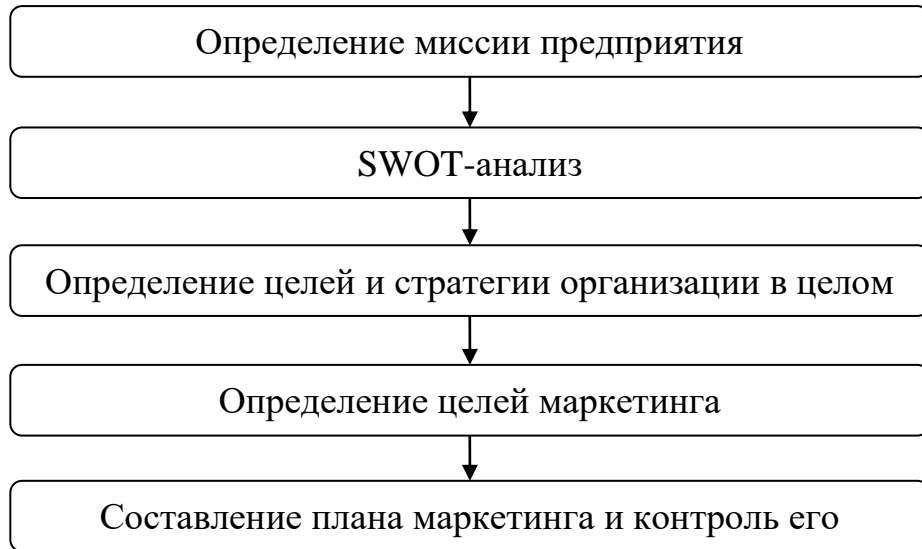 Определение миссии предприятия
SWOT-анализ
Определение целей и стратегии организации в целом
Определение целей маркетинга
Составление плана маркетинга и контроль его